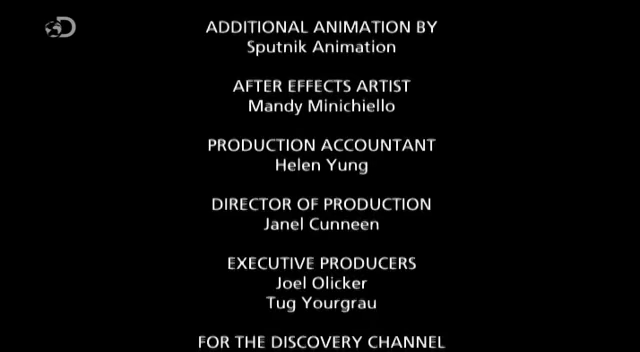 ADDITIONAL ANIMATION BY
Sputnik Animation
AFTER EFFECTS ARTIST
Mandy Minichiello
PRODUCTION ACCOUNTANT
Helen Yung
DIRECTOR OF PRODUCTION
Janel Cunneen
EXECUTIVE PRODUCERS
Joel Olicker
Tug Yourgrau
FOR THE DISCOVERY CHANNEL